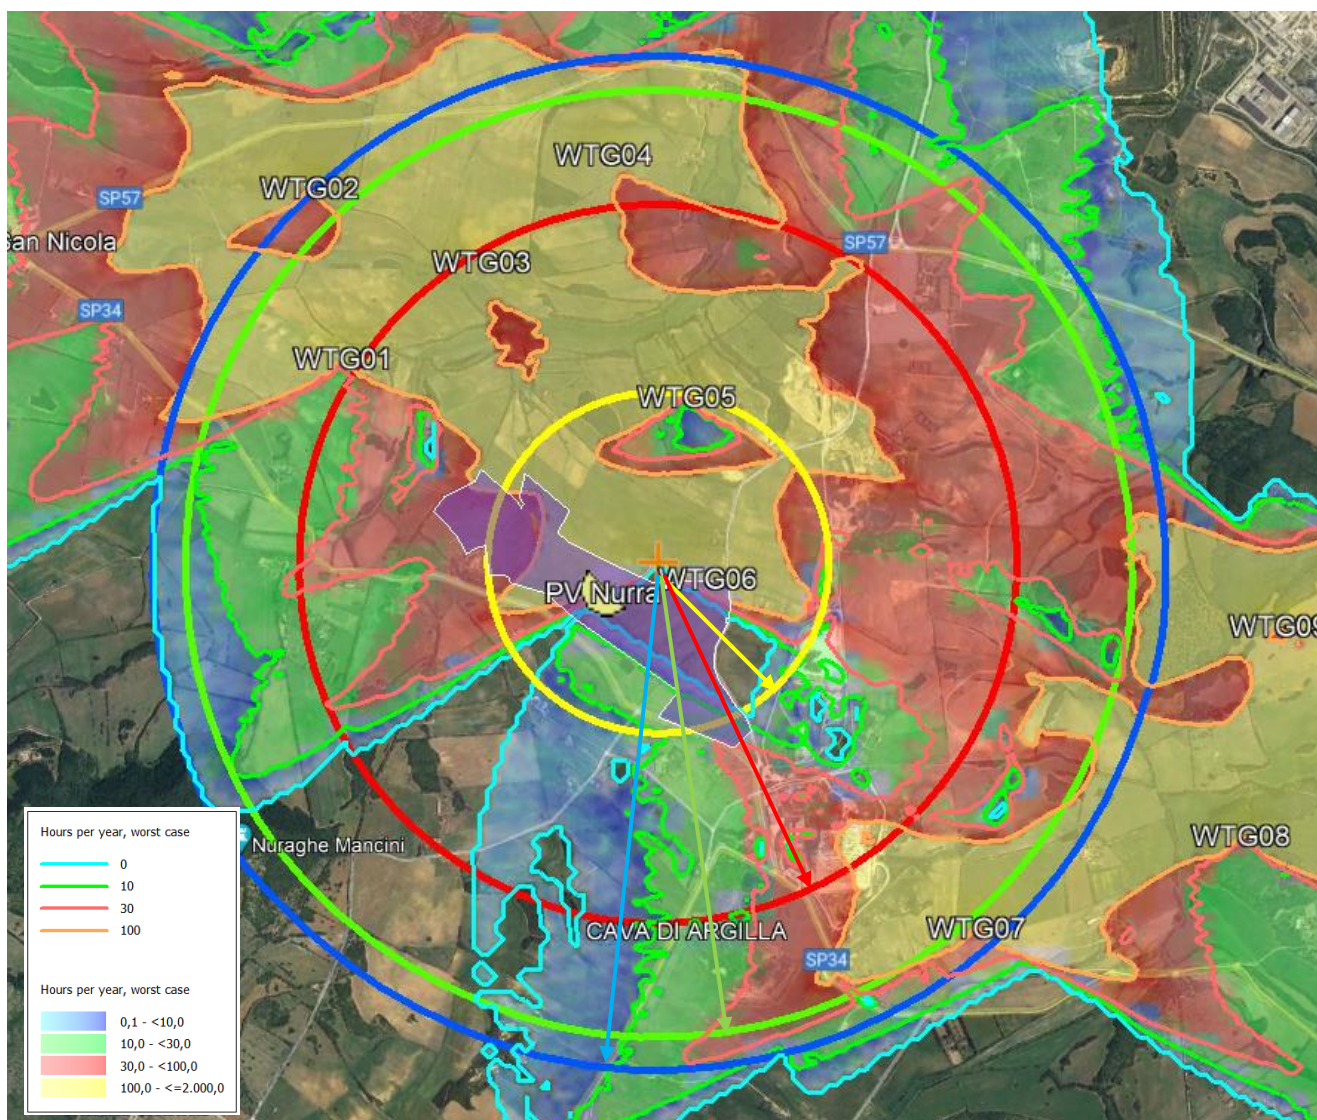 WTG04
WTG02
SP57
San Nicola
SP57
WTG03
SP34
WTG01
WTG05
WTG06
PV Nurra
WTG09
WTG08
Nuraghe Mancini
WTG07
CAVA DI ARGILLA
SP34
Hours per year, worst case
0
10
30
100
Hours per year, worst case
0,1 - <10,0
10,0 - <30,0
30,0 - <100,0
100,0 - <=2.000,0